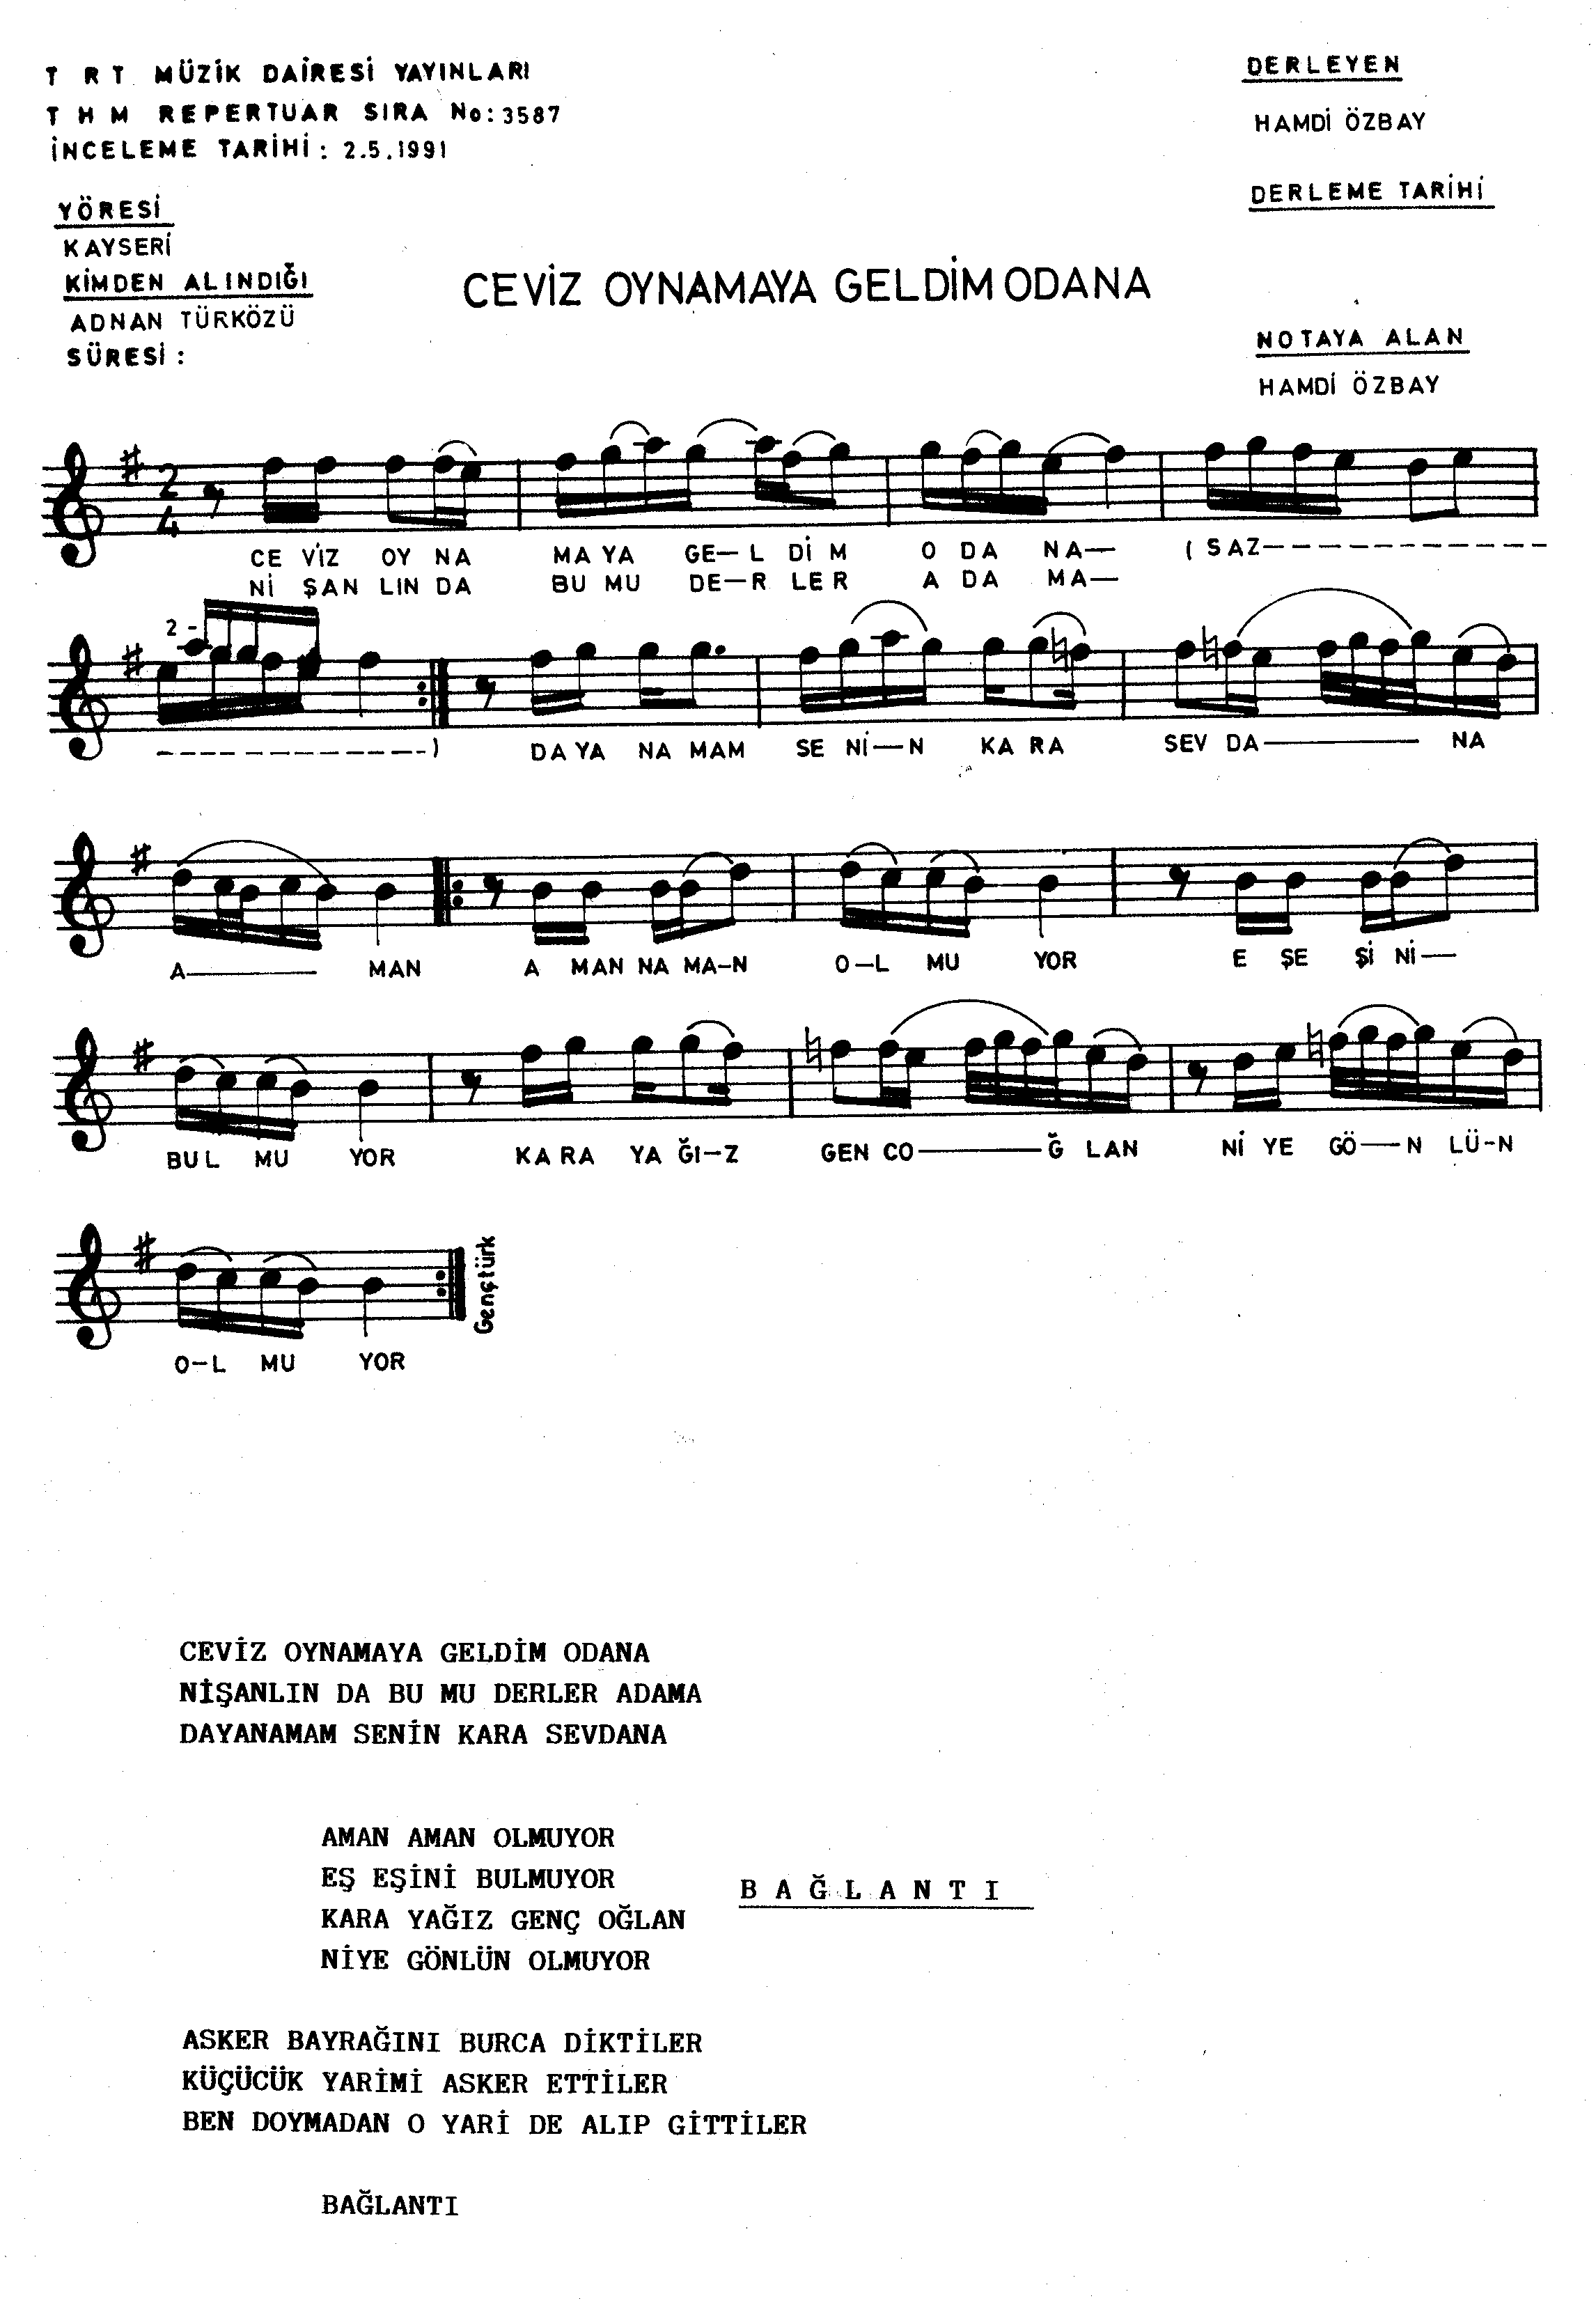 T R T MÜZİK DAİRESİ YAYINLARI
T H M REPERTUAR SIRA No: 3587
İNCELEME TARİHİ : 2.5.1991
DERLEYEN
HAMDİ ÖZBAY
DERLEME TARİHİ
YÖRESİ
KAYSERİ
KİMDEN ALINDIĞI
ADNAN TÜRKÖZÜ
SÜRESİ :
CEVİZ OYNAMAYA GELDİM ODANA
NOTAYA ALAN
HAMDİ ÖZBAY
2
4
CE VİZ OY NA MA YA GE— L DİM O DA NA— ( SAZ— — — — — — — — — — — — — —
Nİ ŞAN LIN DA BU MU DE—R LER A DA MA—
2 -
— — — — — — — — — — — — )  DA YA NA MAM SE Nİ—N KA RA SEV DA——— NA
A——— MAN A MAN NA MA-N O-L MU YOR E ŞE Şİ Nİ—
BUL MU YOR KA RA YA ĞI-Z GEN CO———Ğ LAN Nİ YE GÖ—N LÜ-N
O-L MU YOR
Gençtürk
CEVİZ OYNAMAYA GELDİM ODANA
NİŞANLIN DA BU MU DERLER ADAMA
DAYANAMAM SENİN KARA SEVDANA
AMAN AMAN OLMUYOR
EŞ EŞİNİ BULMUYOR
KARA YAĞIZ GENÇ OĞLAN
NİYE GÖNLÜN OLMUYOR
B A Ğ L A N T I
ASKER BAYRAĞINI BURCA DİKTİLER
KÜÇÜCÜK YARİMİ ASKER ETTİLER
BEN DOYMADAN O YARİ DE ALIP GİTTİLER
BAĞLANTI